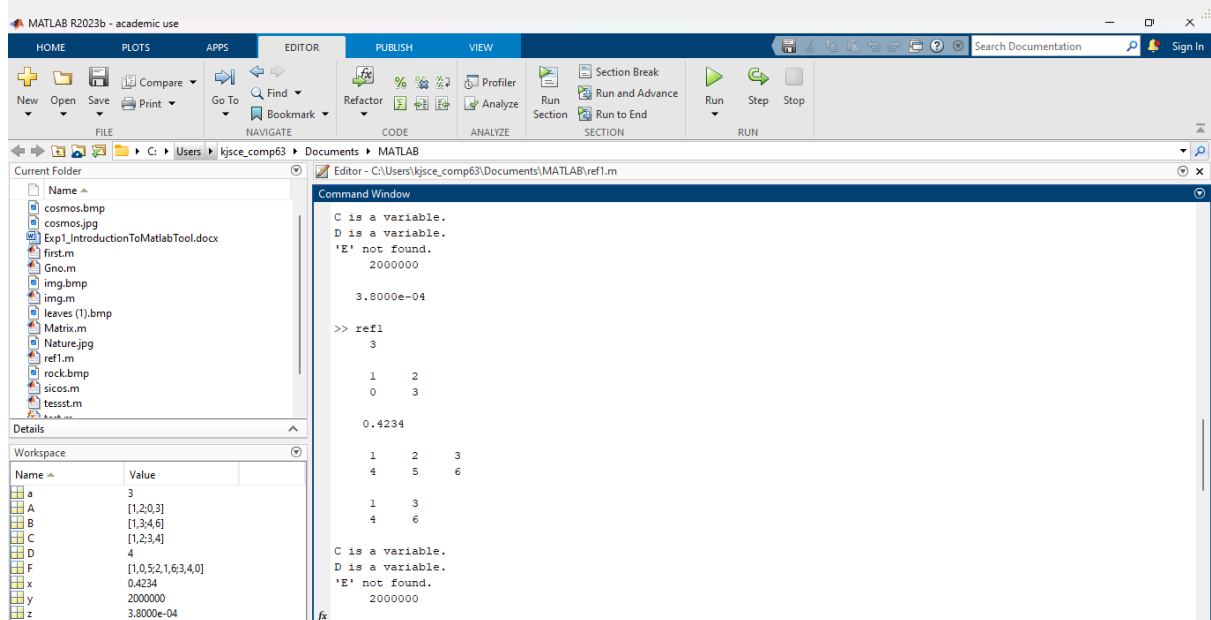 MATLAB R2023b - academic use
HOME PLOTS APPS EDITOR PUBLISH VIEW Search Documentation Sign In
New Open Save Compare Print FILE
Go To Find Bookmark NAVIGATE
Refactor CODE
Profiler Analyze ANALYZE
Run Section Section Break Run and Advance Run to End SECTION
Run Step Stop RUN
C: Users kjsce_comp63 Documents MATLAB
Current Folder
Name
cosmos.bmp
cosmos.jpg
Exp1_IntroductionToMatlabTool.docx
first.m
Gno.m
img.bmp
img.m
leaves (1).bmp
Matrix.m
Nature.jpg
ref1.m
rock.bmp
sicos.m
tessst.m
Details
Workspace
Name Value
a 3
A [1,2;0,3]
B [1,3;4,6]
C [1,2;3,4]
D 4
F [1,0,5;2,1,6;3,4,0]
x 0.4234
y 2000000
z 3.8000e-04
Editor - C:\Users\kjsce_comp63\Documents\MATLAB\ref1.m
Command Window
C is a variable.
D is a variable.
'E' not found.
2000000
3.8000e-04
>> ref1
3
1 2
0 3
0.4234
1 2 3
4 5 6
1 3
4 6
C is a variable.
D is a variable.
'E' not found.
2000000
fx